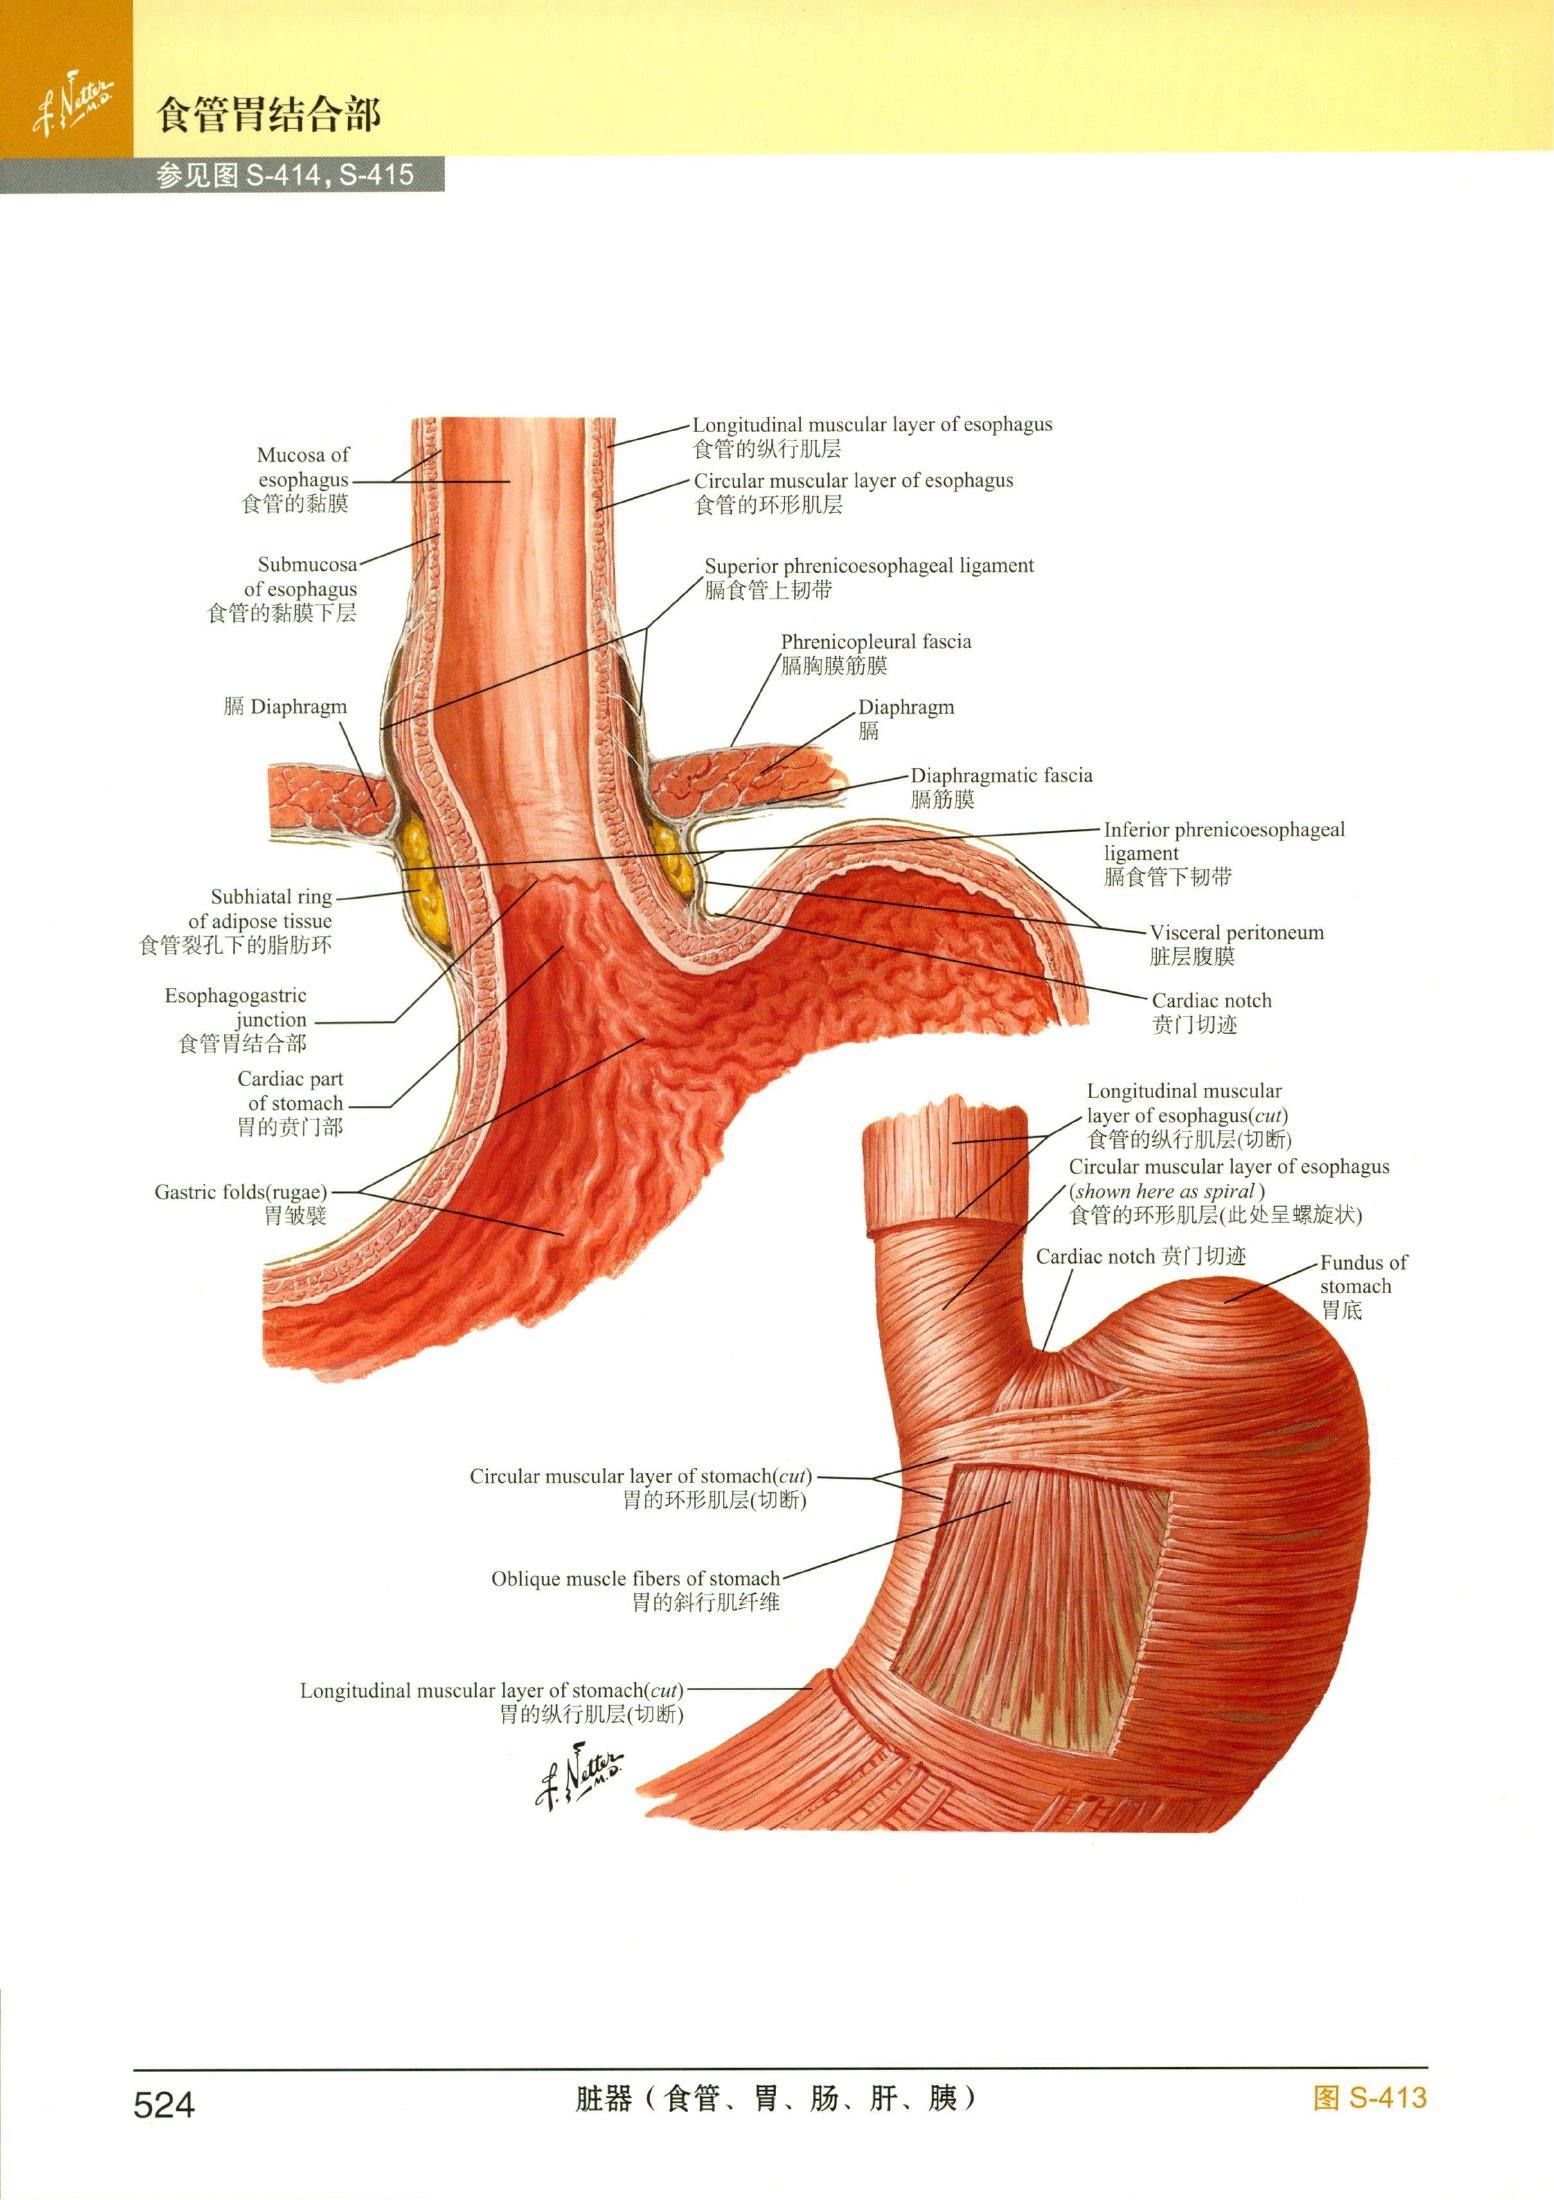 F. Netter M.D.
食管胃结合部
参见图 S-414, S-415
Mucosa of
esophagus
食管的黏膜
Submucosa
of esophagus
食管的黏膜下层
膈 Diaphragm
Subhiatal ring
of adipose tissue
食管裂孔下的脂肪环
Esophagogastric
junction
食管胃结合部
Cardiac part
of stomach
胃的贲门部
Gastric folds(rugae)
胃皱襞
Longitudinal muscular layer of esophagus
食管的纵行肌层
Circular muscular layer of esophagus
食管的环形肌层
Superior phrenicoesophageal ligament
膈食管上韧带
Phrenicopleural fascia
膈胸膜筋膜
Diaphragm
膈
Diaphragmatic fascia
膈筋膜
Inferior phrenicoesophageal
ligament
膈食管下韧带
Visceral peritoneum
脏层腹膜
Cardiac notch
贲门切迹
Longitudinal muscular
layer of esophagus(cut)
食管的纵行肌层(切断)
Circular muscular layer of esophagus
(shown here as spiral)
食管的环形肌层(此处呈螺旋状)
Cardiac notch 贲门切迹
Fundus of
stomach
胃底
Circular muscular layer of stomach(cut)
胃的环形肌层(切断)
Oblique muscle fibers of stomach
胃的斜行肌纤维
Longitudinal muscular layer of stomach(cut)
胃的纵行肌层(切断)
F. Netter M.D.
524
脏器（食管、胃、肠、肝、胰）
图 S-413